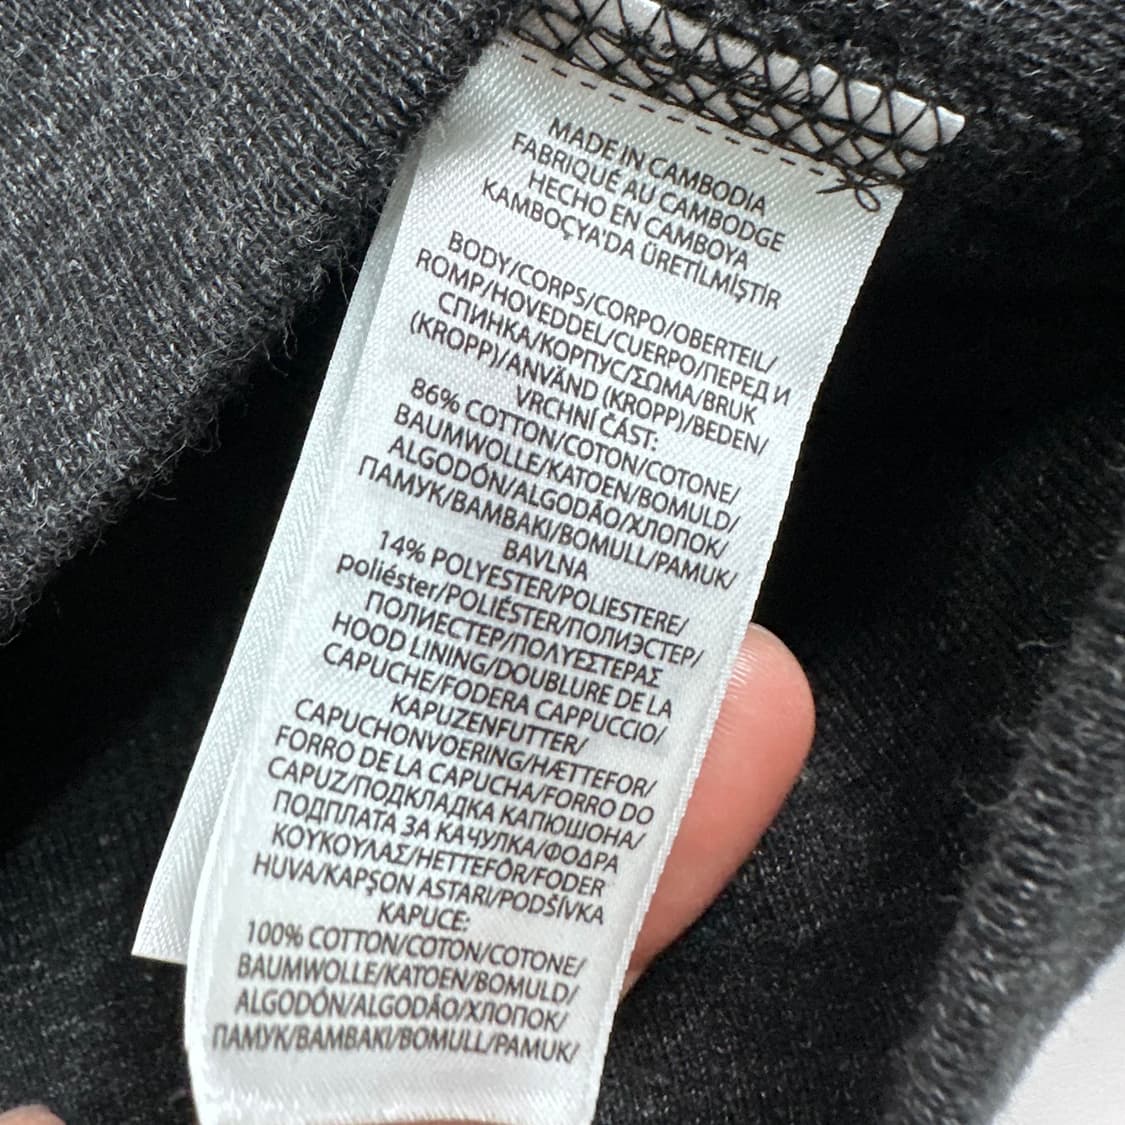 MADE IN CAMBODIA
FABRIQUÉ AU CAMBODGE
HECHO EN CAMBOYA
KAMBOÇYA'DA ÜRETİLMİŞTİR
BODY/CORPS/CORPO/OBERTEIL/
ROMP/HOVEDDEL/CUERPO/ПЕРЕД И
СПИНКА/КОРПУС/ΣΩΜΑ/BRUK
(KROPP)/ANVÄND (KROPP)/BEDEN/
VRCHNÍ ČÁST:
86% COTTON/COTON/COTONE/
BAUMWOLLE/KATOEN/BOMULD/
ALGODÓN/ALGODÃO/ХЛОПОК/
ПАМУК/BAMBAKI/BOMULL/PAMUK/
BAVLNA
14% POLYESTER/POLIESTERE/
poliéster/POLIÉSTER/ПОЛИЭСТЕР/
ПОЛИЕСТЕР/ΠΟΛΥΕΣΤΕΡΑΣ
HOOD LINING/DOUBLURE DE LA
CAPUCHE/FODERA CAPPUCCIO/
KAPUZENFUTTER/
CAPUCHONVOERING/HÆTTEFOR/
FORRO DE LA CAPUCHA/FORRO DO
CAPUZ/ПОДКЛАДКА КАПЮШОНА/
ПОДПЛАТА ЗА КАЧУЛКА/ΦΟΔΡΑ
ΚΟΥΚΟΥΛΑΣ/HETTEFÔR/FODER
HUVA/KAPŞON ASTARI/PODŠÍVKA
KAPUCE:
100% COTTON/COTON/COTONE/
BAUMWOLLE/KATOEN/BOMULD/
ALGODÓN/ALGODÃO/ХЛОПОК/
ПАМУК/BAMBAKI/BOMULL/PAMUK/